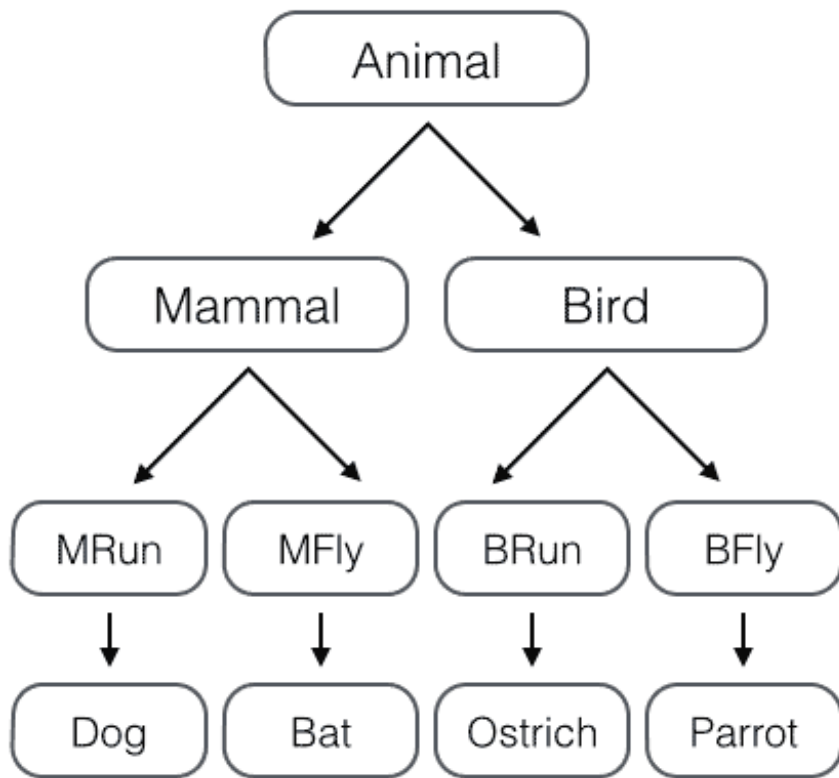 Animal
Mammal
Bird
MRun
MFly
BRun
BFly
Dog
Bat
Ostrich
Parrot